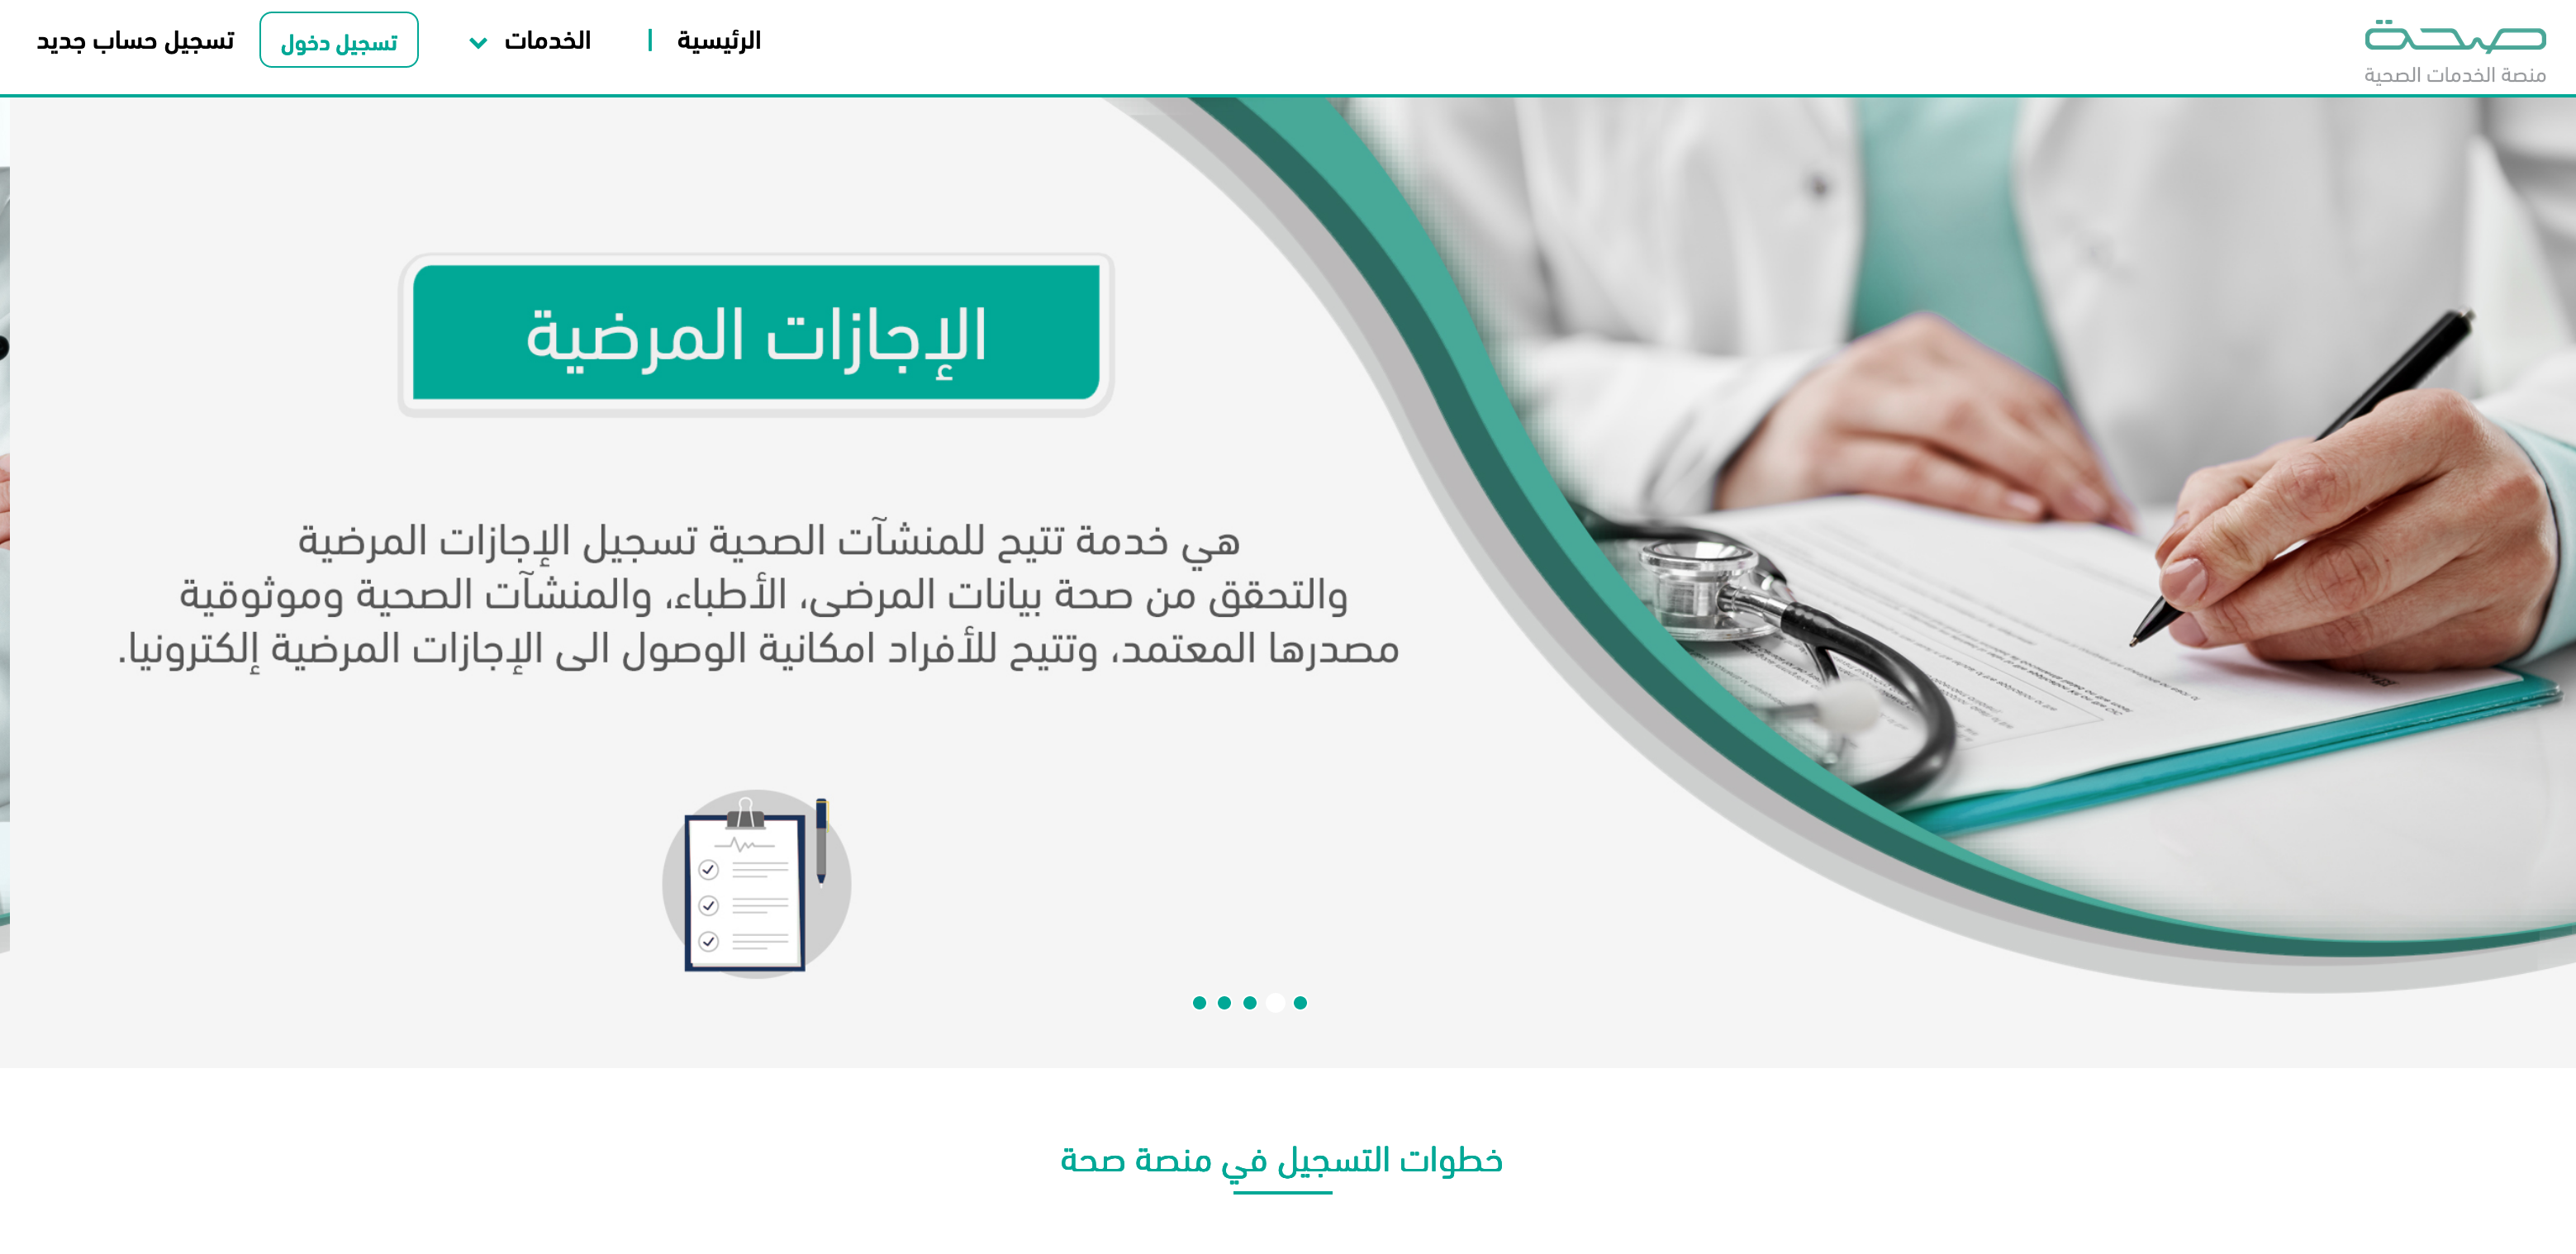 صحة
منصة الخدمات الصحية
الرئيسية
الخدمات
تسجيل دخول
تسجيل حساب جديد
الإجازات المرضية
هي خدمة تتيح للمنشآت الصحية تسجيل الإجازات المرضية
والتحقق من صحة بيانات المرضى، الأطباء، والمنشآت الصحية وموثوقية
مصدرها المعتمد، وتتيح للأفراد امكانية الوصول الى الإجازات المرضية إلكترونيا.
خطوات التسجيل في منصة صحة